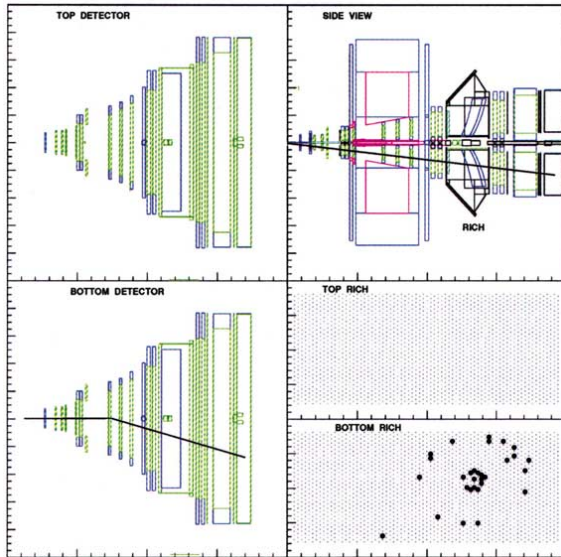 TOP DETECTOR
SIDE VIEW
RICH
BOTTOM DETECTOR
TOP RICH
BOTTOM RICH